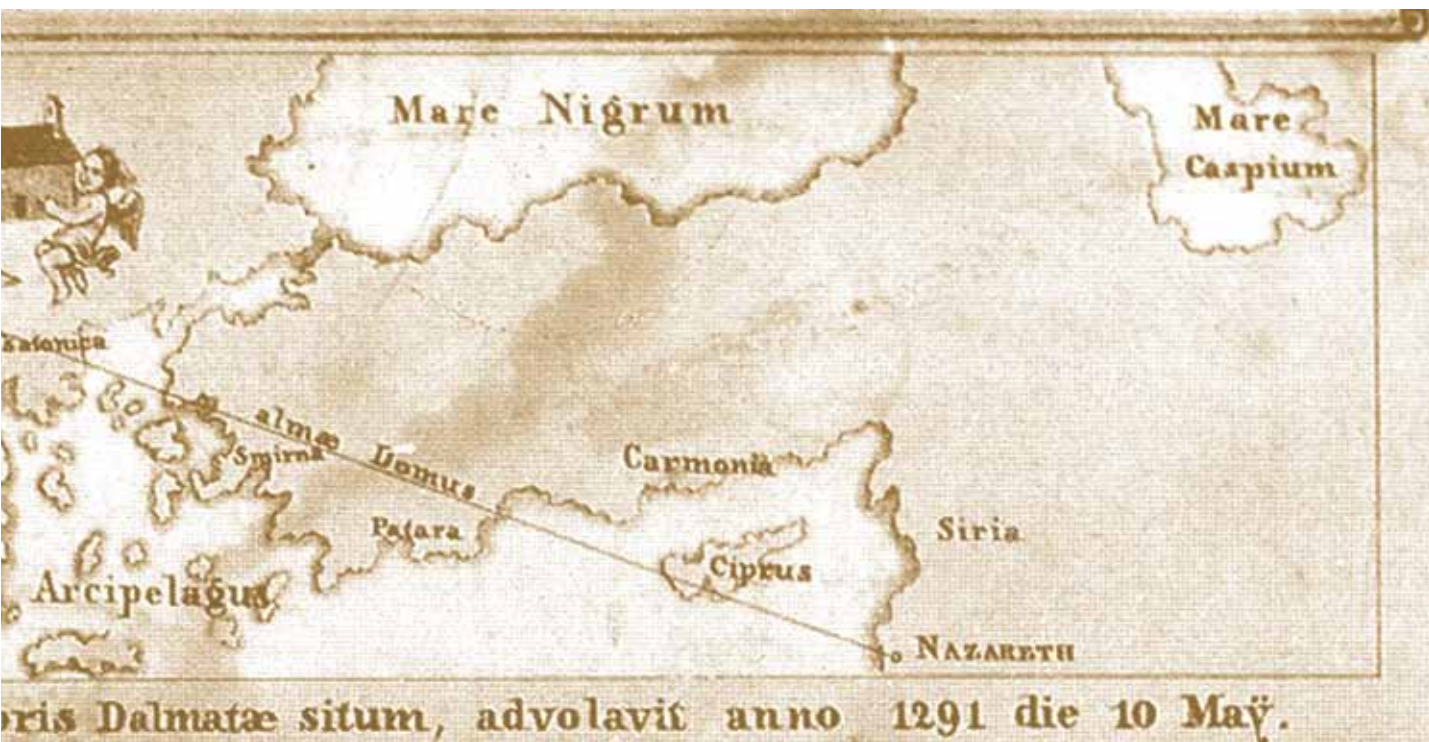 Mare Nigrum
Mare
Caspium
almæ Domus
Smirna
Carmonia
Patara
Siria
Ciprus
Arcipelagus
NAZARETH
Dalmatæ situm, advolavit anno 1291 die 10 Maÿ.